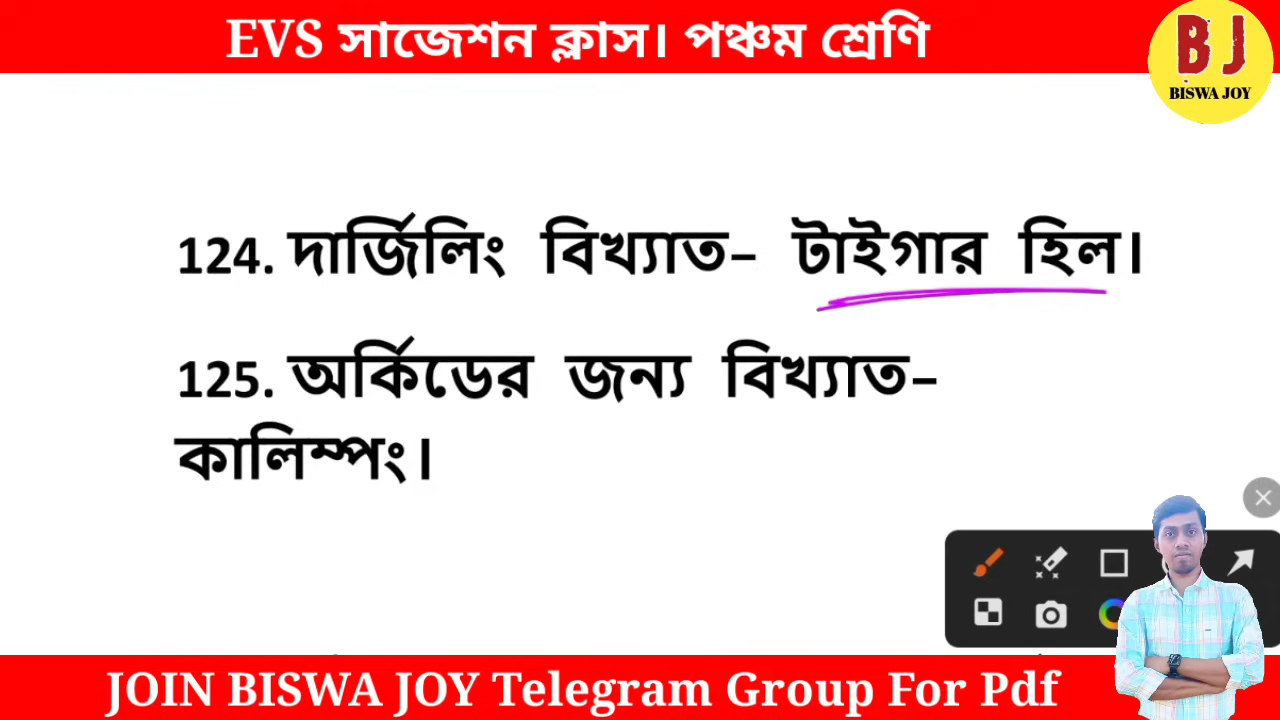 EVS সাজেশন ক্লাস। পঞ্চম শ্রেণি
BJ
BISWA JOY
124. দার্জিলিং বিখ্যাত– টাইগার হিল।
125. অর্কিডের জন্য বিখ্যাত–
কালিম্পং।
JOIN BISWA JOY Telegram Group For Pdf